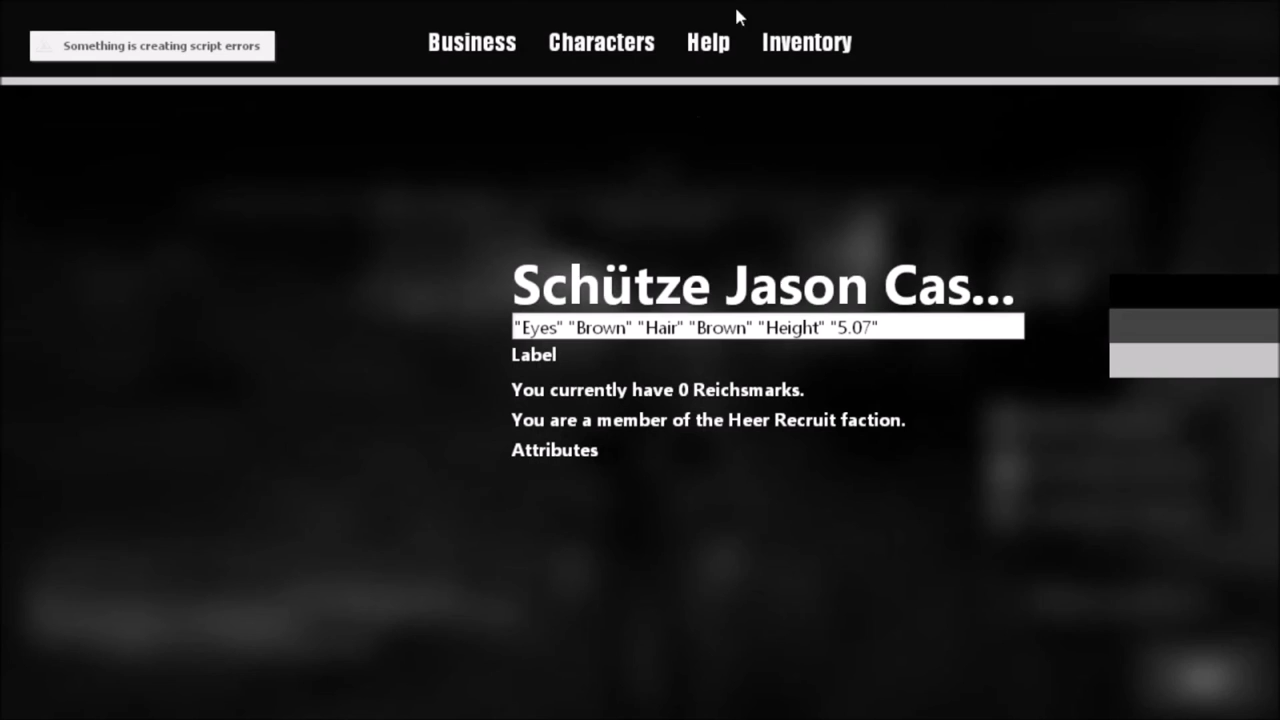 Something is creating script errors
Business Characters Help Inventory
Schütze Jason Cas...
"Eyes" "Brown" "Hair" "Brown" "Height" "5.07"
Label
You currently have 0 Reichsmarks.
You are a member of the Heer Recruit faction.
Attributes